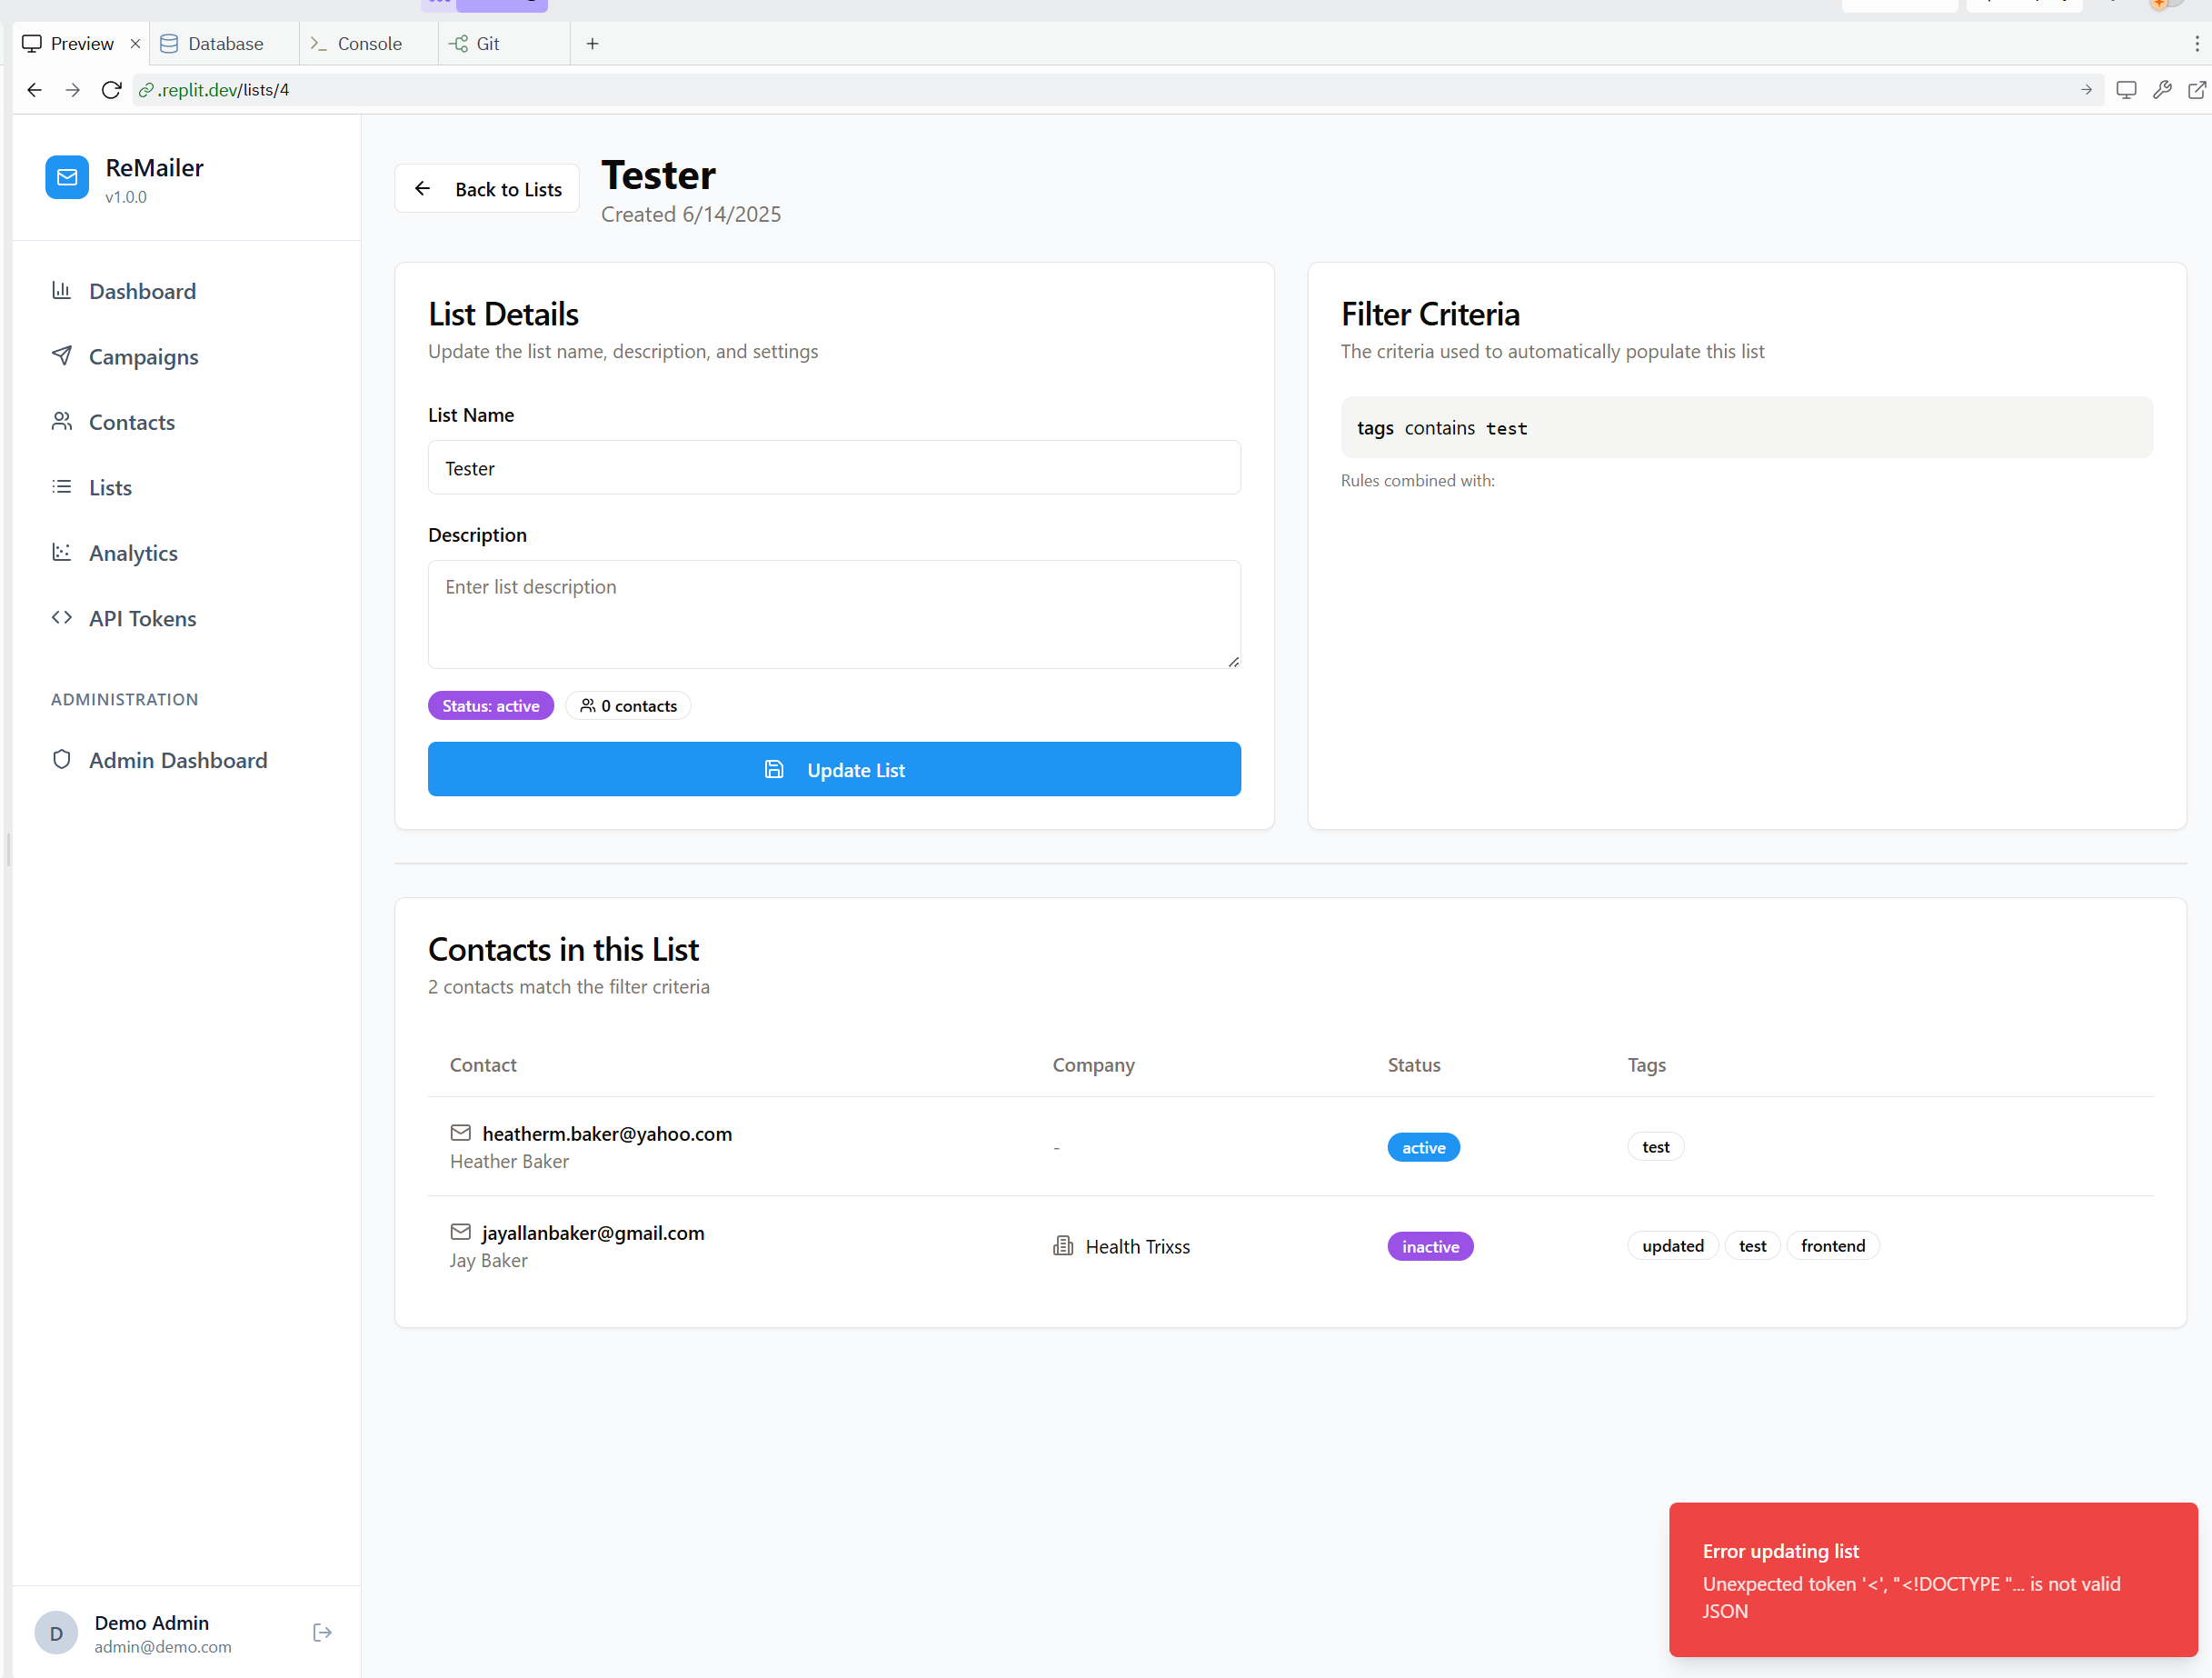 Preview
Database
Console
Git
.replit.dev/lists/4
ReMailer
v1.0.0
Dashboard
Campaigns
Contacts
Lists
Analytics
API Tokens
ADMINISTRATION
Admin Dashboard
D
Demo Admin
admin@demo.com
Back to Lists
Tester
Created 6/14/2025
List Details
Update the list name, description, and settings
List Name
Tester
Description
Enter list description
Status: active
0 contacts
Update List
Filter Criteria
The criteria used to automatically populate this list
tags contains test
Rules combined with:
Contacts in this List
2 contacts match the filter criteria
Contact Company Status Tags
heatherm.baker@yahoo.com
Heather Baker
- active test
jayallanbaker@gmail.com
Jay Baker
Health Trixss inactive updated test frontend
Error updating list
Unexpected token '<', "<!DOCTYPE "... is not valid
JSON